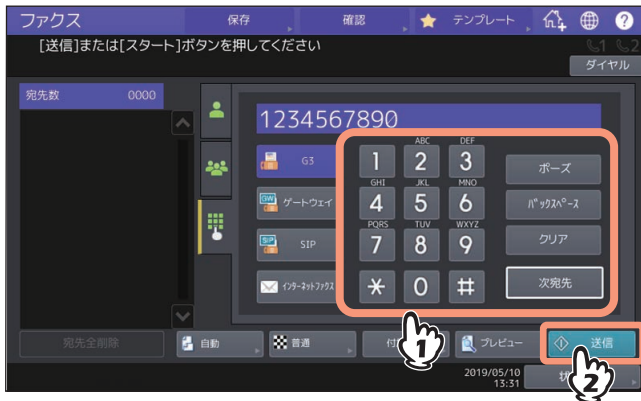 ファクス 保存 確認 テンプレート ?
[送信]または[スタート]ボタンを押してください
1 2
ダイヤル
宛先数 0000
1234567890
G3
ゲートウェイ
SIP
インターネットファクス
1 ABC 2 DEF 3
GHI 4 JKL 5 MNO 6
PQRS 7 TUV 8 WXYZ 9
* 0 #
ポーズ
バックスペース
クリア
次宛先
宛先全削除 自動 普通 付 プレビュー 送信
1
2019/05/10
13:31
状
2